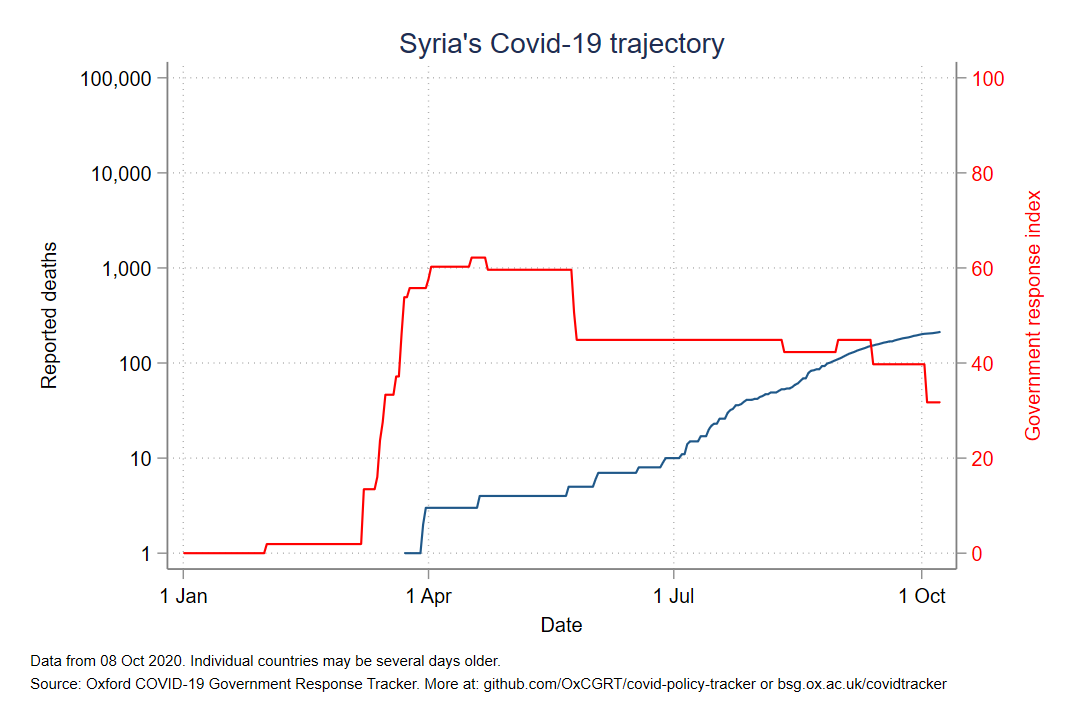 Syria's Covid-19 trajectory
100,000
10,000
1,000
100
10
1
Reported deaths
100
80
60
40
20
0
Government response index
1 Jan
1 Apr
1 Jul
1 Oct
Date
Data from 08 Oct 2020. Individual countries may be several days older.
Source: Oxford COVID-19 Government Response Tracker. More at: github.com/OxCGRT/covid-policy-tracker or bsg.ox.ac.uk/covidtracker